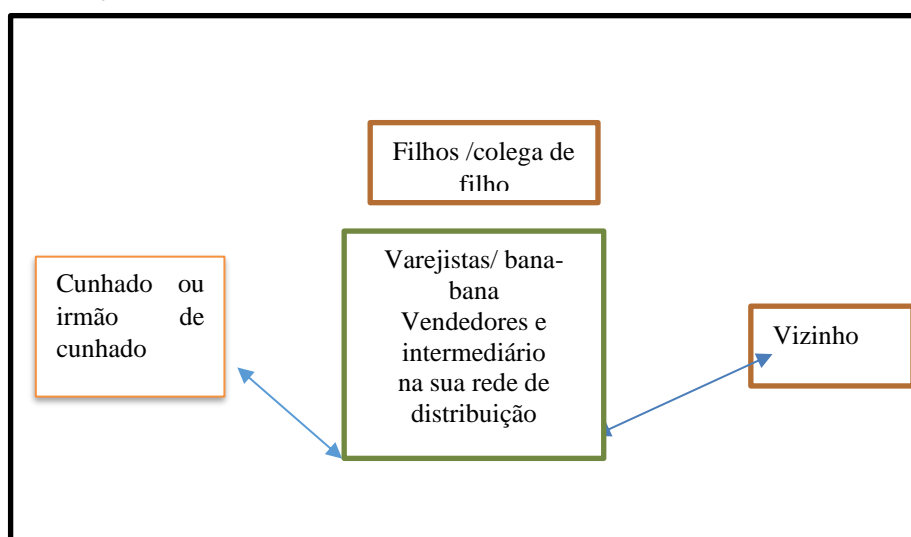 Filhos /colega de
filho
Varejistas/ bana-
bana
Vendedores e
intermediário
na sua rede de
distribuição
Cunhado ou
irmão de
cunhado
Vizinho